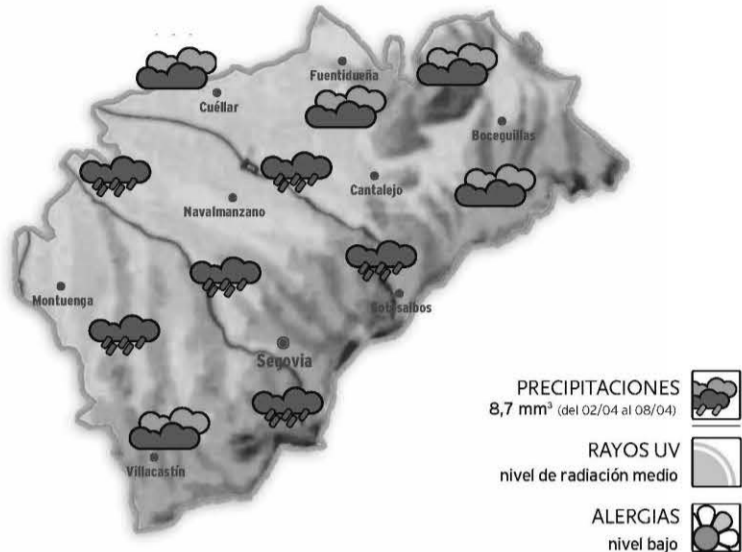 Fuentidueña
Cuéllar
Boceguillas
Cantalejo
Navalmanzano
Montuenga
Sotosalbos
Segovia
Villacastín
PRECIPITACIONES
8,7 mm³ (del 02/04 al 08/04)
RAYOS UV
nivel de radiación medio
ALERGIAS
nivel bajo